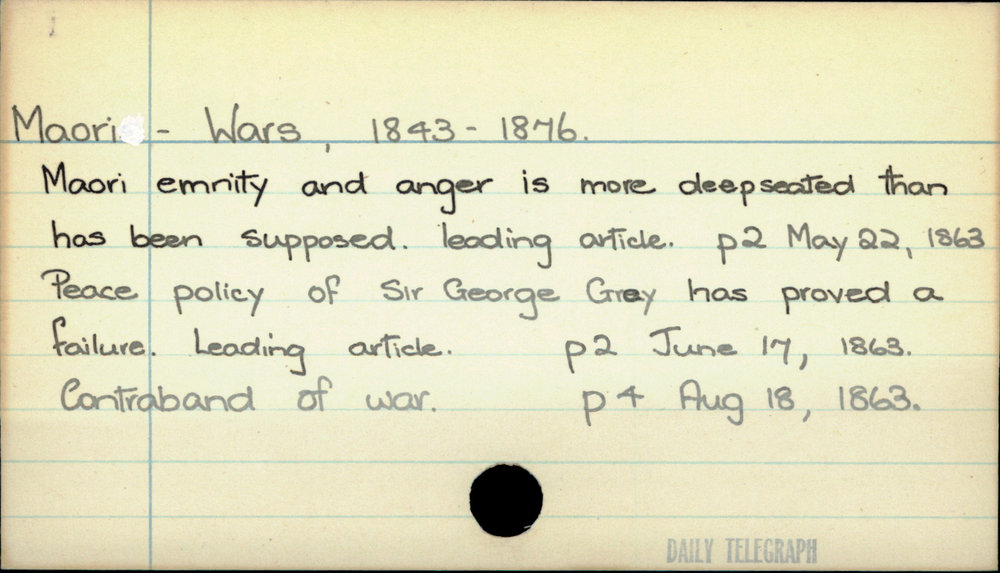 Maori - Wars, 1843-1876.
Maori emnity and anger is more deepseated than
has been supposed. leading article. p2 May 22, 1863
Peace policy of Sir George Grey has proved a
failure. Leading article. p2 June 17, 1863.
Contraband of war. p4 Aug 18, 1863.
DAILY TELEGRAPH